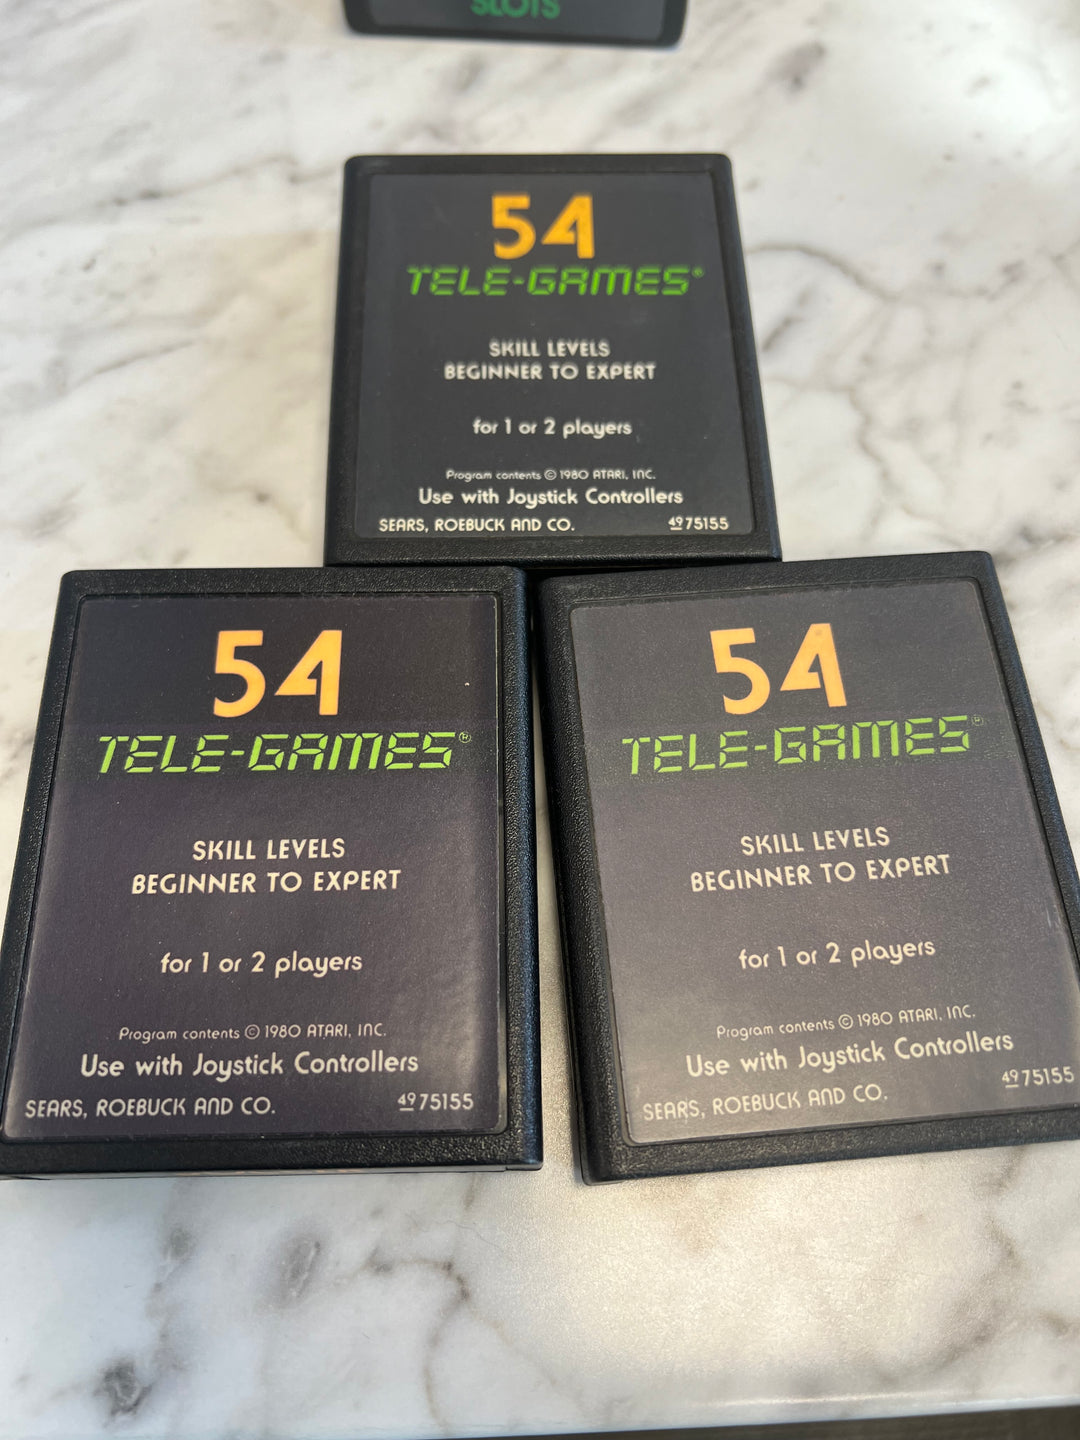 SLOTS
54
TELE-GAMES®
SKILL LEVELS
BEGINNER TO EXPERT
for 1 or 2 players
Program contents © 1980 ATARI, INC.
Use with Joystick Controllers
SEARS, ROEBUCK AND CO. 49 75155
54
TELE-GAMES®
SKILL LEVELS
BEGINNER TO EXPERT
for 1 or 2 players
Program contents © 1980 ATARI, INC.
Use with Joystick Controllers
SEARS, ROEBUCK AND CO. 49 75155
54
TELE-GAMES®
SKILL LEVELS
BEGINNER TO EXPERT
for 1 or 2 players
Program contents © 1980 ATARI, INC.
Use with Joystick Controllers
SEARS, ROEBUCK AND CO. 49 75155